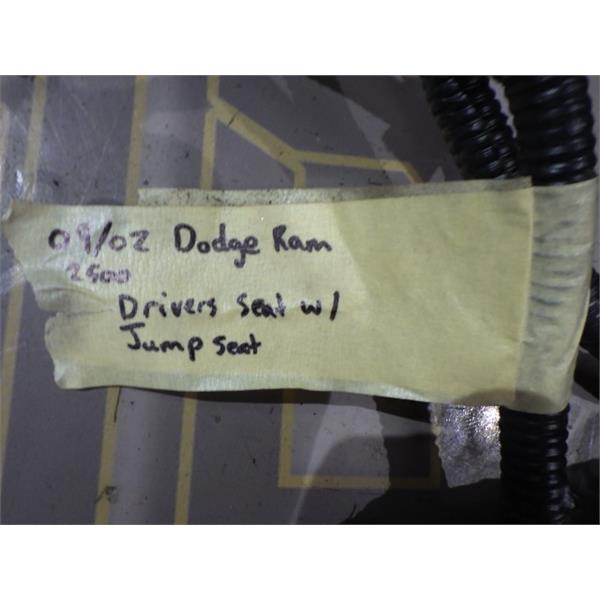 09/02 Dodge Ram
2500
Drivers Seat w/
Jump seat